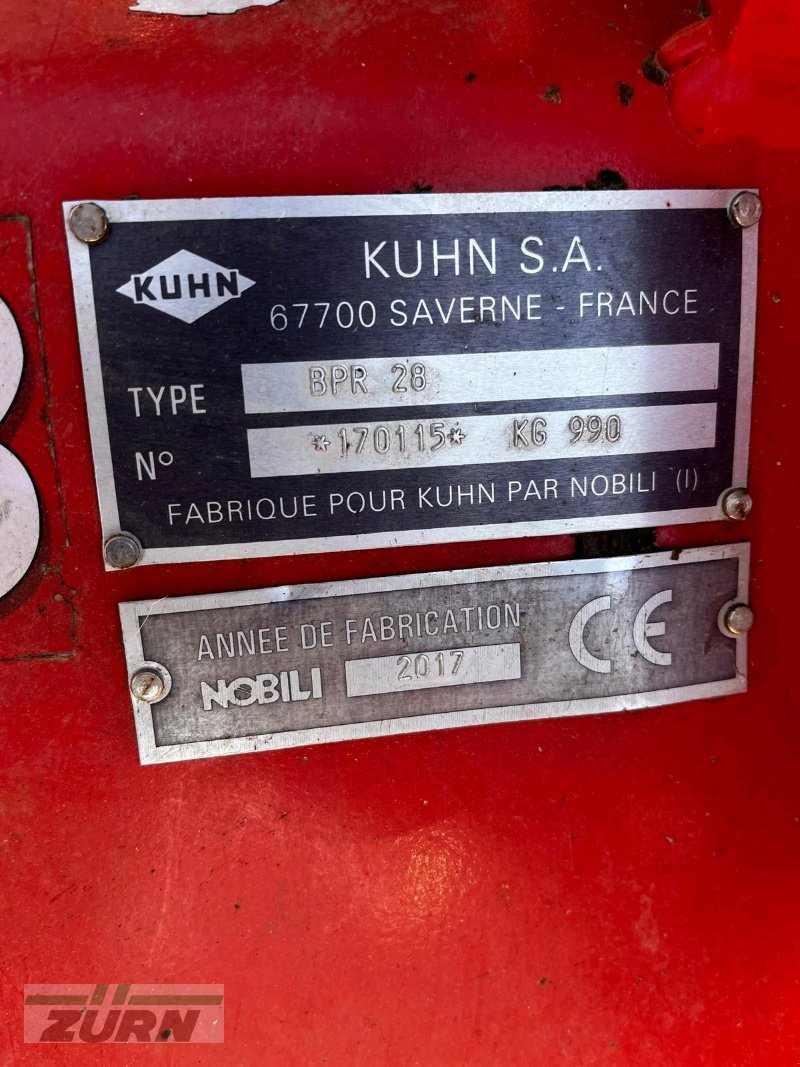 KUHN
KUHN S.A.
67700 SAVERNE - FRANCE
TYPE BPR 28
N° *170115* KG 990
FABRIQUE POUR KUHN PAR NOBILI (I)
ANNEE DE FABRICATION
NOBILI 2017
CE
ZÜRN